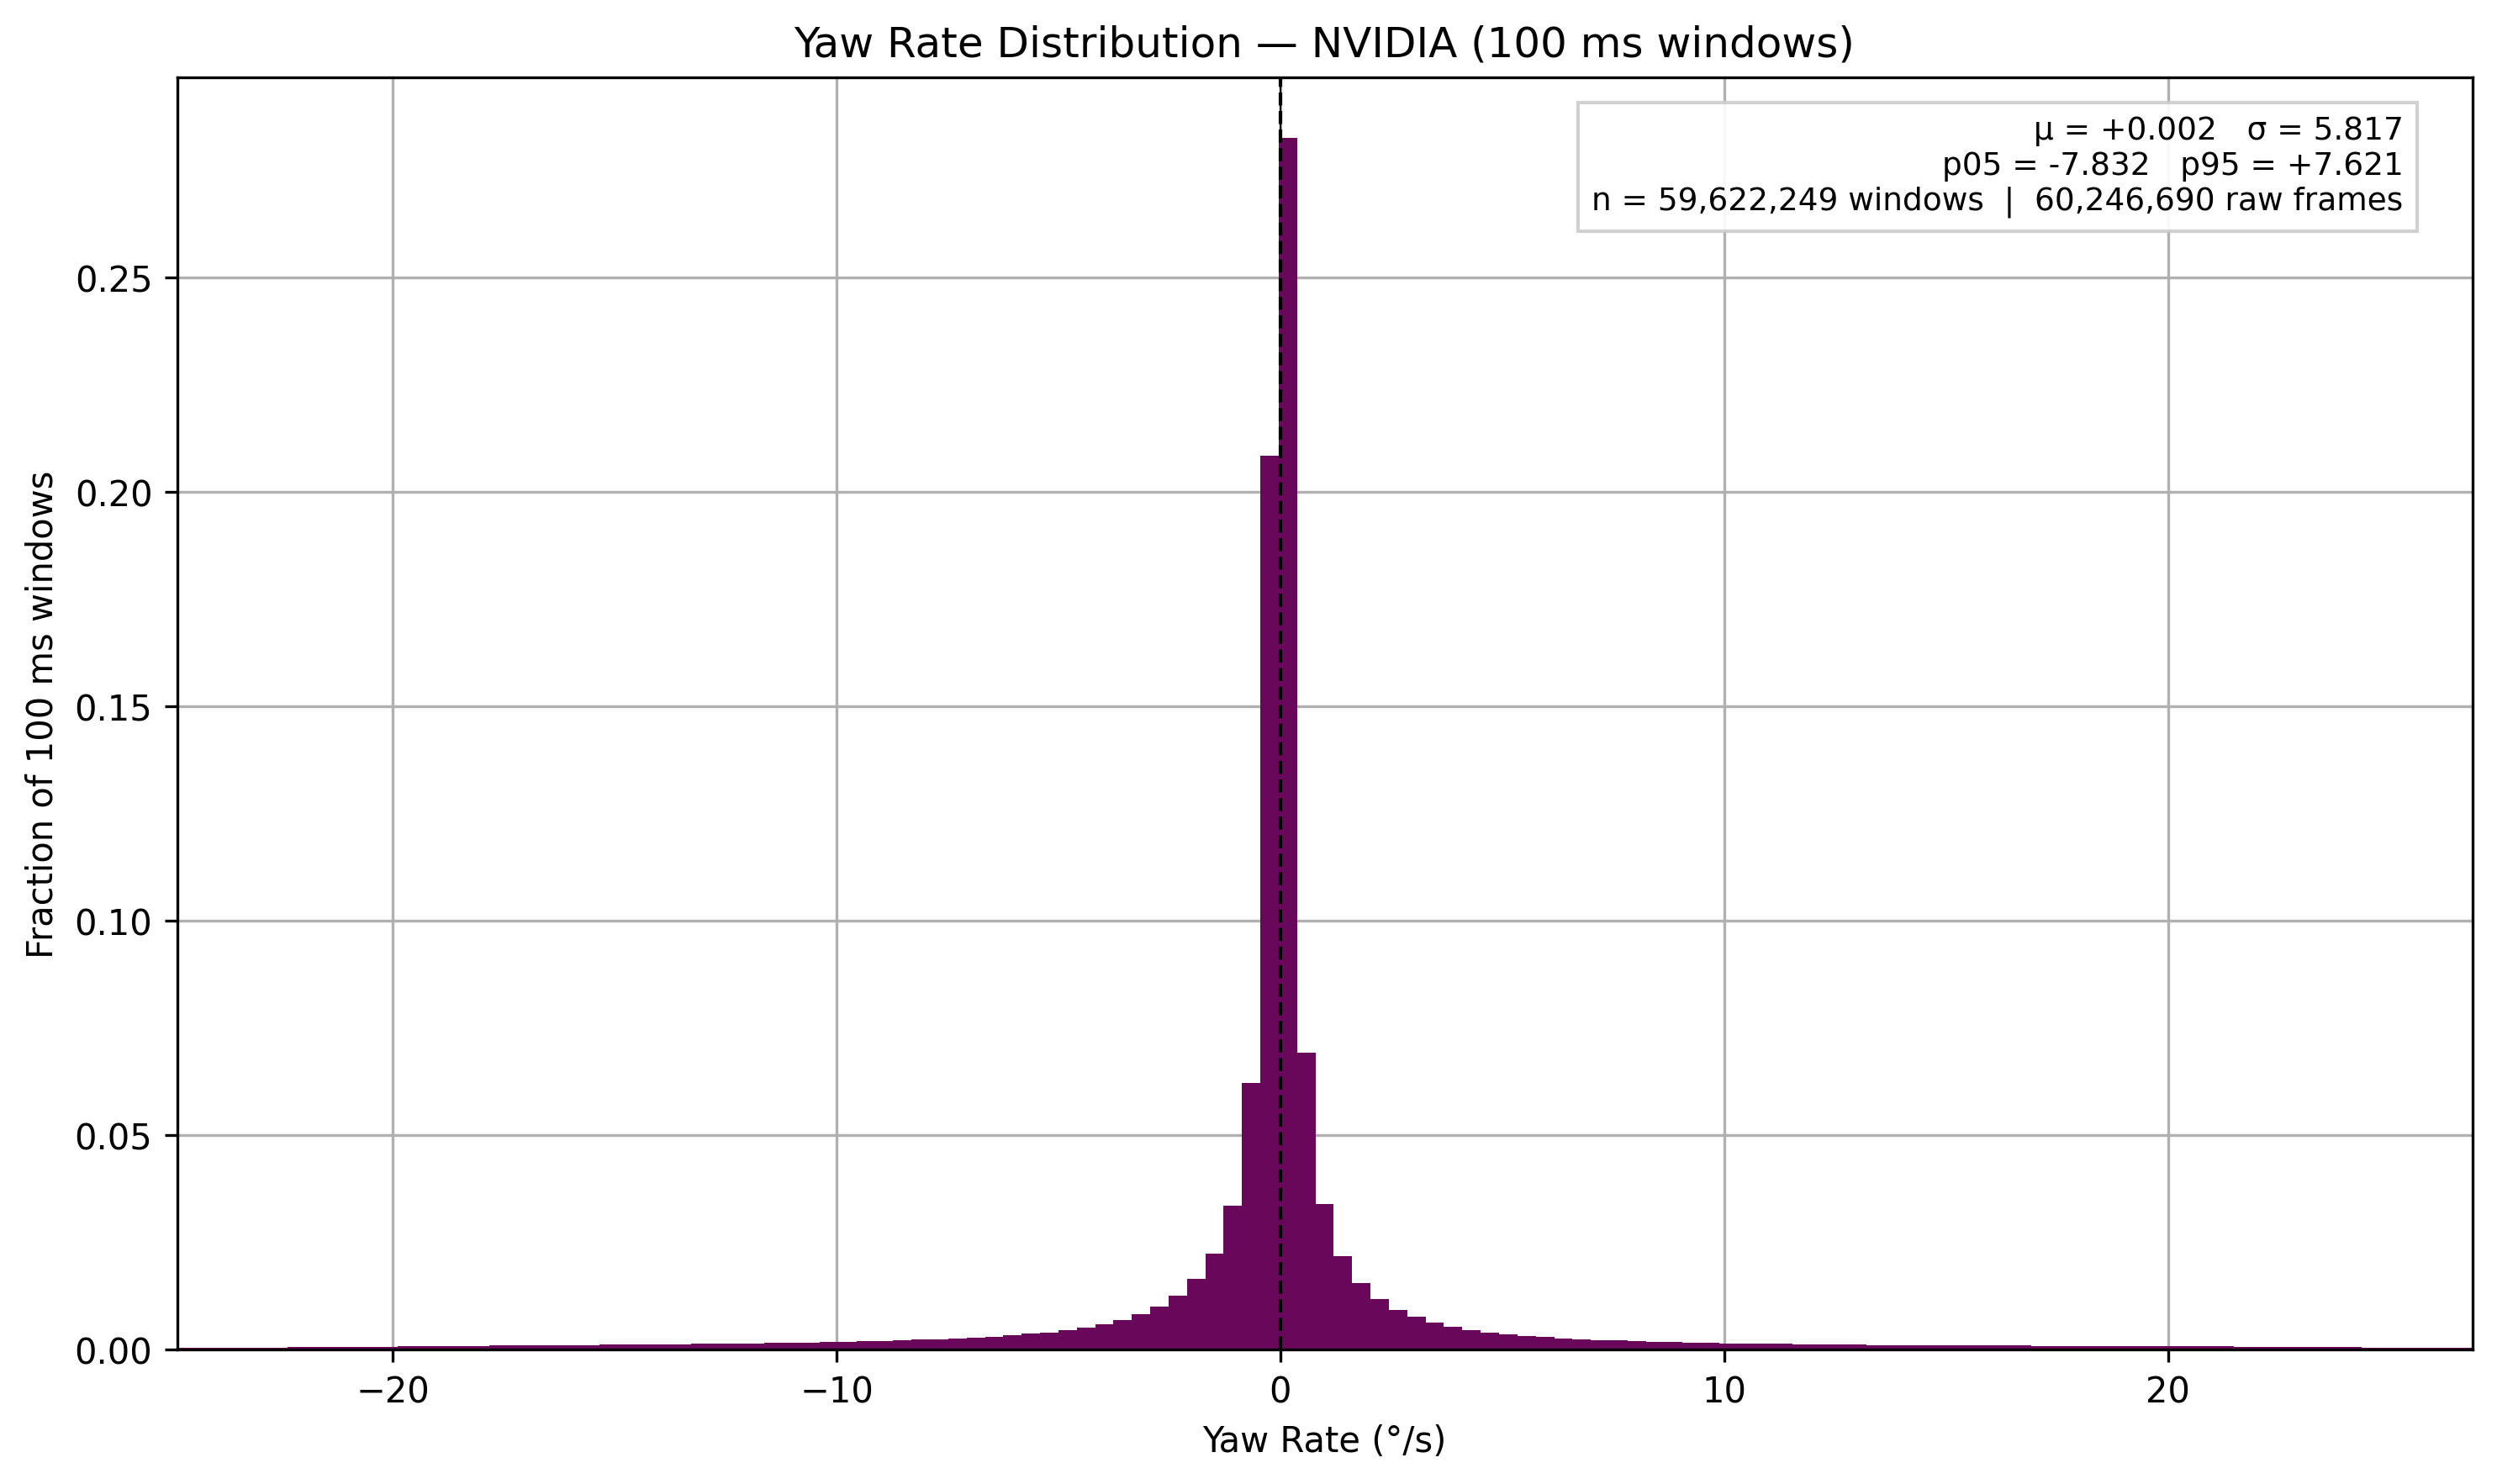 Yaw Rate Distribution — NVIDIA (100 ms windows)
μ = +0.002   σ = 5.817
p05 = -7.832   p95 = +7.621
n = 59,622,249 windows  |  60,246,690 raw frames
Fraction of 100 ms windows
0.25
0.20
0.15
0.10
0.05
0.00
−20
−10
0
10
20
Yaw Rate (°/s)